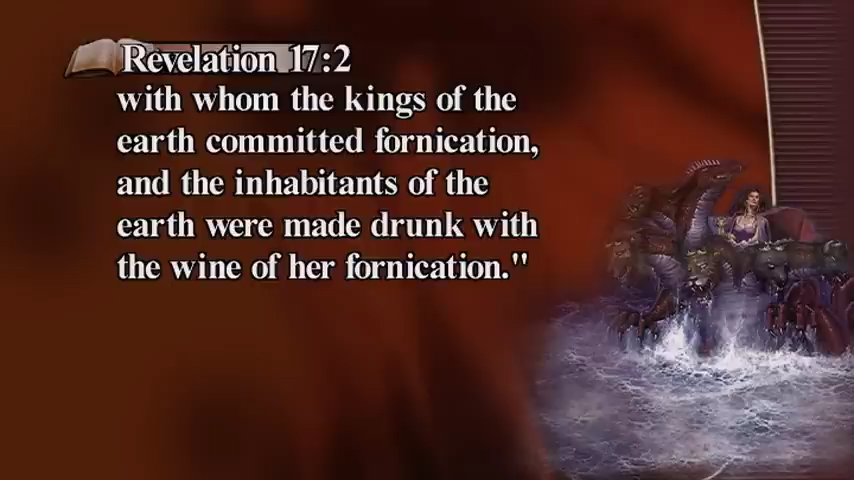 Revelation 17:2
with whom the kings of the
earth committed fornication,
and the inhabitants of the
earth were made drunk with
the wine of her fornication."